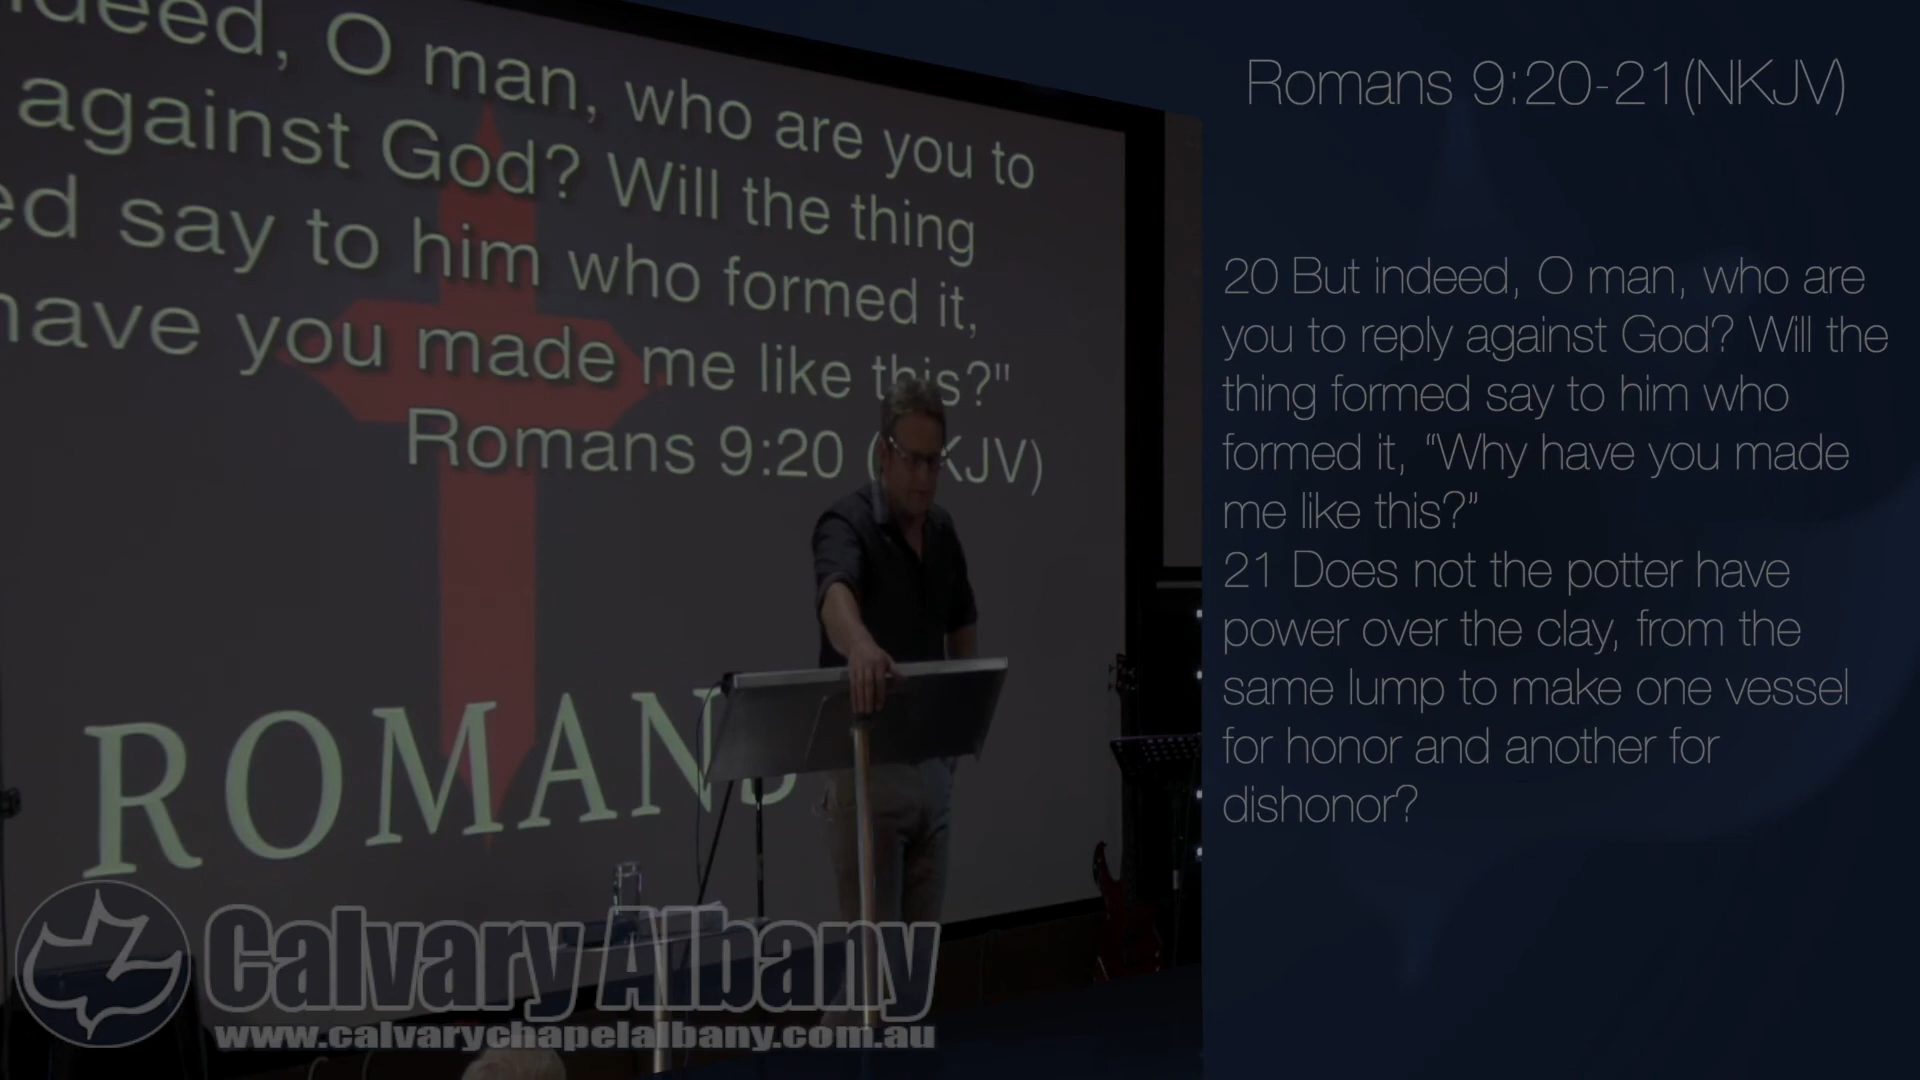 indeed, O man, who are you to
against God? Will the thing
ed say to him who formed it,
have you made me like this?"
Romans 9:20 (NKJV)
ROMANS
Calvary Albany
www.calvarychapelalbany.com.au
Romans 9:20-21(NKJV)
20 But indeed, O man, who are
you to reply against God? Will the
thing formed say to him who
formed it, “Why have you made
me like this?”
21 Does not the potter have
power over the clay, from the
same lump to make one vessel
for honor and another for
dishonor?